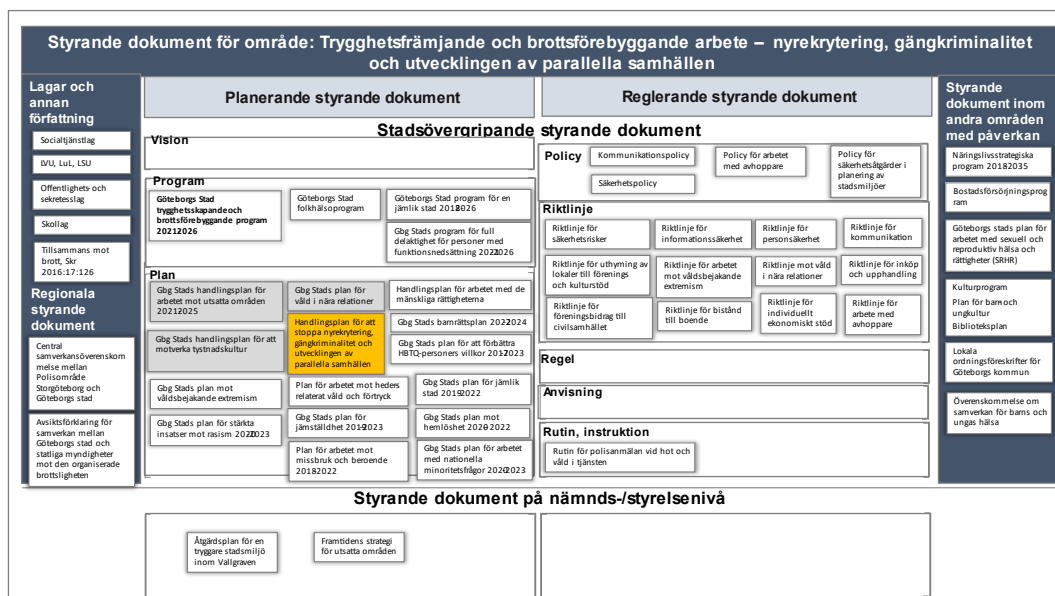 Styrande dokument för område: Trygghetsfrämjande och brottsförebyggande arbete – nyrekrytering, gängkriminalitet
och utvecklingen av parallella samhällen
Lagar och
annan
författning
Socialtjänstlag
LVU, LuL, LSU
Offentlighets- och
sekretesslag
Skollag
Tillsammans mot
brott, Skr
2016:17:126
Regionala
styrande
dokument
Central
samverkansöverenskom
melse mellan
Polisområde
Storgöteborg och
Göteborgs stad
Avsiktsförklaring för
samverkan mellan
Göteborgs stad och
statliga myndigheter
mot den organiserade
brottsligheten
Planerande styrande dokument
Reglerande styrande dokument
Stadsövergripande styrande dokument
Vision
Program
Göteborgs Stad
trygghetsskapande och
brottsförebyggande program
2021-2026
Göteborgs Stad
folkhälsoprogram
Göteborgs Stad program för en
jämlik stad 2018-2026
Gbg Stads program för full
delaktighet för personer med
funktionsnedsättning 2021-2026
Plan
Gbg Stads handlingsplan för
arbetet mot utsatta områden
2021-2025
Gbg Stads plan för
våld i nära relationer
Handlingsplan för arbetet med de
mänskliga rättigheterna
Gbg Stads handlingsplan för att
motverka tystnadskultur
Handlingsplan för att
stoppa nyrekrytering,
gängkriminalitet och
utvecklingen av
parallella samhällen
Gbg Stads barnrättsplan 2022-2024
Gbg Stads plan för att förbättra
HBTQ-personers villkor 2017-2023
Gbg Stads plan mot
våldsbejakande extremism
Plan för arbetet mot heders
relaterat våld och förtryck
Gbg Stads plan för jämlik
stad 2019-2022
Gbg Stads plan för stärkta
insatser mot rasism 2020-2023
Gbg Stads plan för
jämställdhet 2019-2023
Gbg Stads plan mot
hemlöshet 2020-2022
Plan för arbetet mot
missbruk och beroende
2018-2022
Gbg Stads plan för arbetet
med nationella
minoritetsfrågor 2020-2023
Policy
Kommunikationspolicy
Säkerhetspolicy
Policy för arbetet
med avhoppare
Policy för
säkerhetsåtgärder i
planering av
stadsmiljöer
Riktlinje
Riktlinje för
säkerhetsrisker
Riktlinje för
informationssäkerhet
Riktlinje för
personsäkerhet
Riktlinje för
kommunikation
Riktlinje för uthyrning av
lokaler till förenings
och kulturstöd
Riktlinje för arbetet
mot våldsbejakande
extremism
Riktlinje mot våld
i nära relationer
Riktlinje för inköp
och upphandling
Riktlinje för
föreningsbidrag till
civilsamhället
Riktlinje för bistånd
till boende
Riktlinje för
individuellt
ekonomiskt stöd
Riktlinje för
arbete med
avhoppare
Regel
Anvisning
Rutin, instruktion
Rutin för polisanmälan vid hot och
våld i tjänsten
Styrande
dokument inom
andra områden
med påverkan
Näringslivsstrategiska
program 2018-2035
Bostadsförsörjningsprog
ram
Göteborgs stads plan för
arbetet med sexuell och
reproduktiv hälsa och
rättigheter (SRHR)
Kulturprogram
Plan för barn- och
ungkultur
Biblioteksplan
Lokala
ordningsföreskrifter för
Göteborgs kommun
Överenskommelse om
samverkan för barns och
ungas hälsa
Styrande dokument på nämnds-/styrelsenivå
Åtgärdsplan för en
tryggare stadsmiljö
inom Vallgraven
Framtidens strategi
för utsatta områden